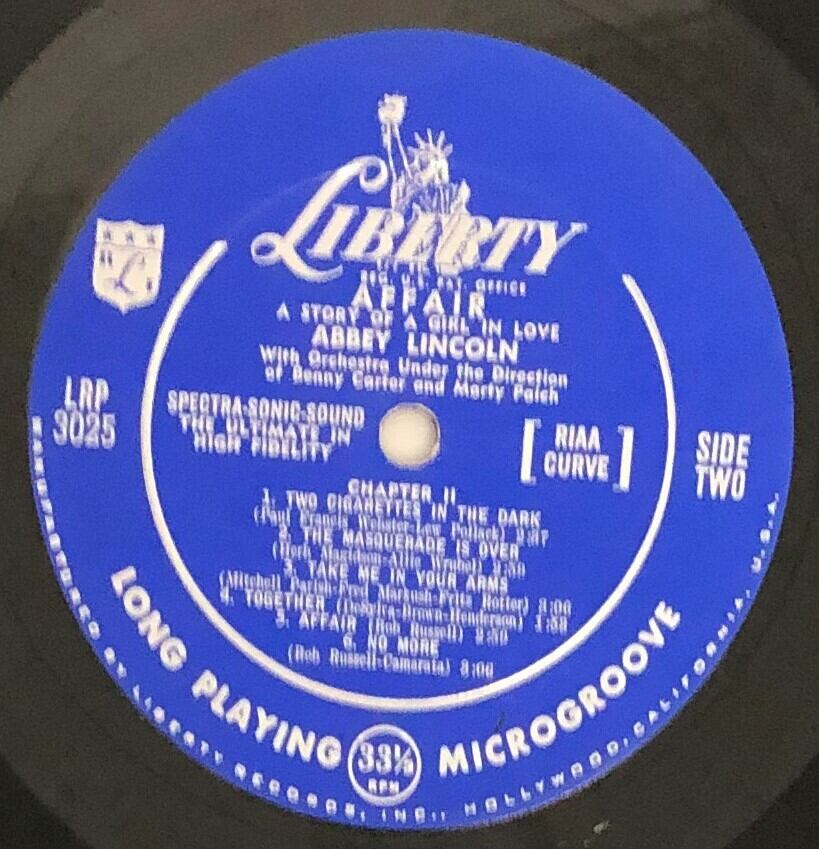 LIBERTY
REG. U.S. PAT. OFFICE
L
AFFAIR
A STORY OF A GIRL IN LOVE
ABBEY LINCOLN
With Orchestra Under the Direction
of Benny Carter and Marty Paich
LRP
3025
SPECTRA-SONIC-SOUND
THE ULTIMATE IN
HIGH FIDELITY
[RIAA
CURVE]
SIDE
TWO
CHAPTER II
1. TWO CIGARETTES IN THE DARK
(Paul Francis Webster-Lew Pollack)
2. THE MASQUERADE IS OVER
(Herb Magidson-Allie Wrubel)
3. TAKE ME IN YOUR ARMS
(Mitchell Parish-Fred Markush-Fritz Rotter) 3:00
4. TOGETHER (DeSylva-Brown-Henderson)
5. AFFAIR (Bob Russell)
6. NO MORE
(Bob Russell-Camarata)
LONG PLAYING 33⅓ RPM MICROGROOVE
MANUFACTURED BY LIBERTY RECORDS, INC., HOLLYWOOD, CALIFORNIA, U.S.A.